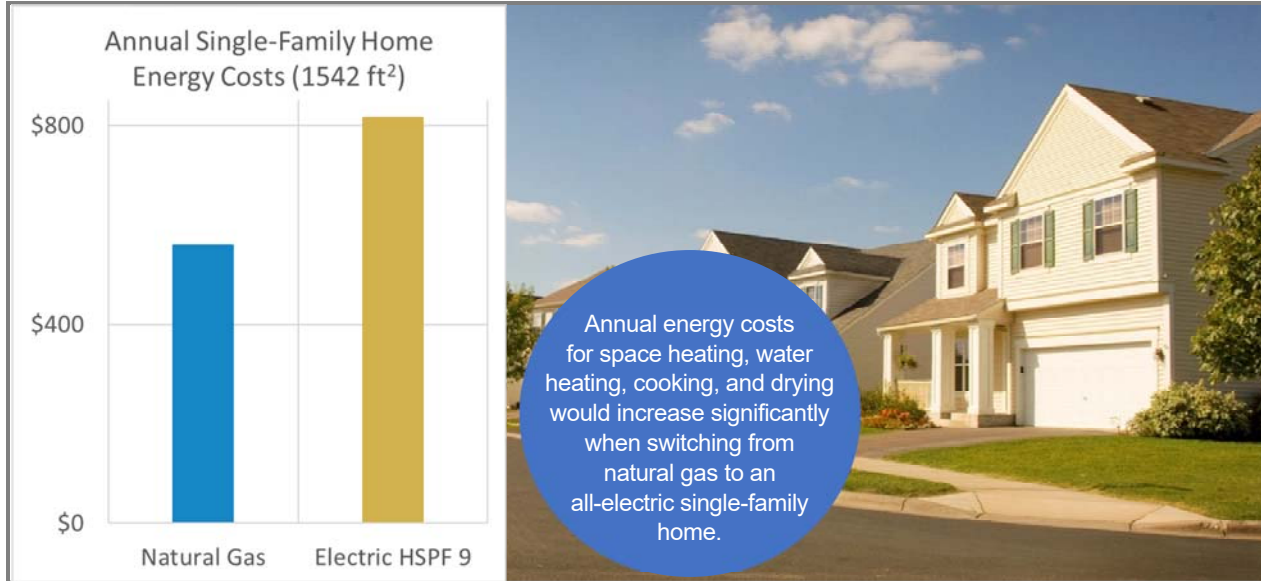 Annual Single-Family Home
Energy Costs (1542 ft²)
$800
$400
$0
Natural Gas
Electric HSPF 9
Annual energy costs
for space heating, water
heating, cooking, and drying
would increase significantly
when switching from
natural gas to an
all-electric single-family
home.